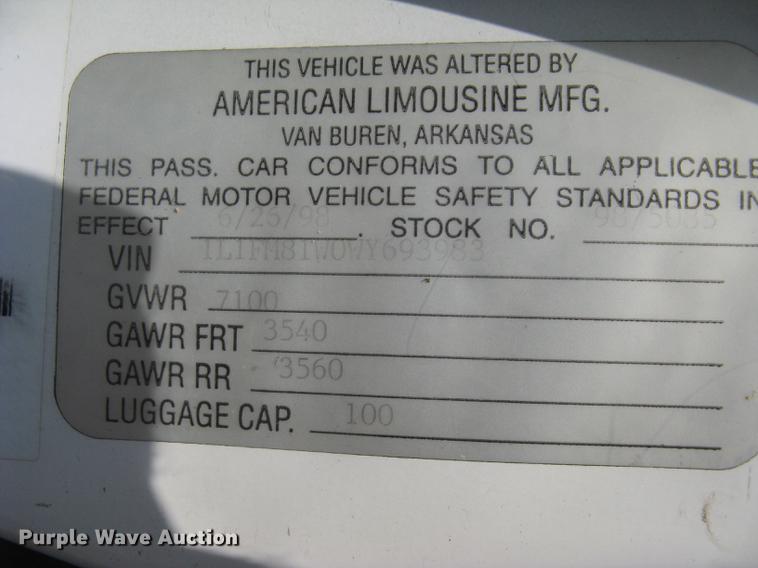 THIS VEHICLE WAS ALTERED BY
AMERICAN LIMOUSINE MFG.
VAN BUREN, ARKANSAS
THIS PASS. CAR CONFORMS TO ALL APPLICABLE
FEDERAL MOTOR VEHICLE SAFETY STANDARDS IN
EFFECT 6/26/98. STOCK NO. 98/5085
VIN 1L1FM81W0WY693983
GVWR 7100
GAWR FRT 3540
GAWR RR 3560
LUGGAGE CAP. 100
Purple Wave Auction